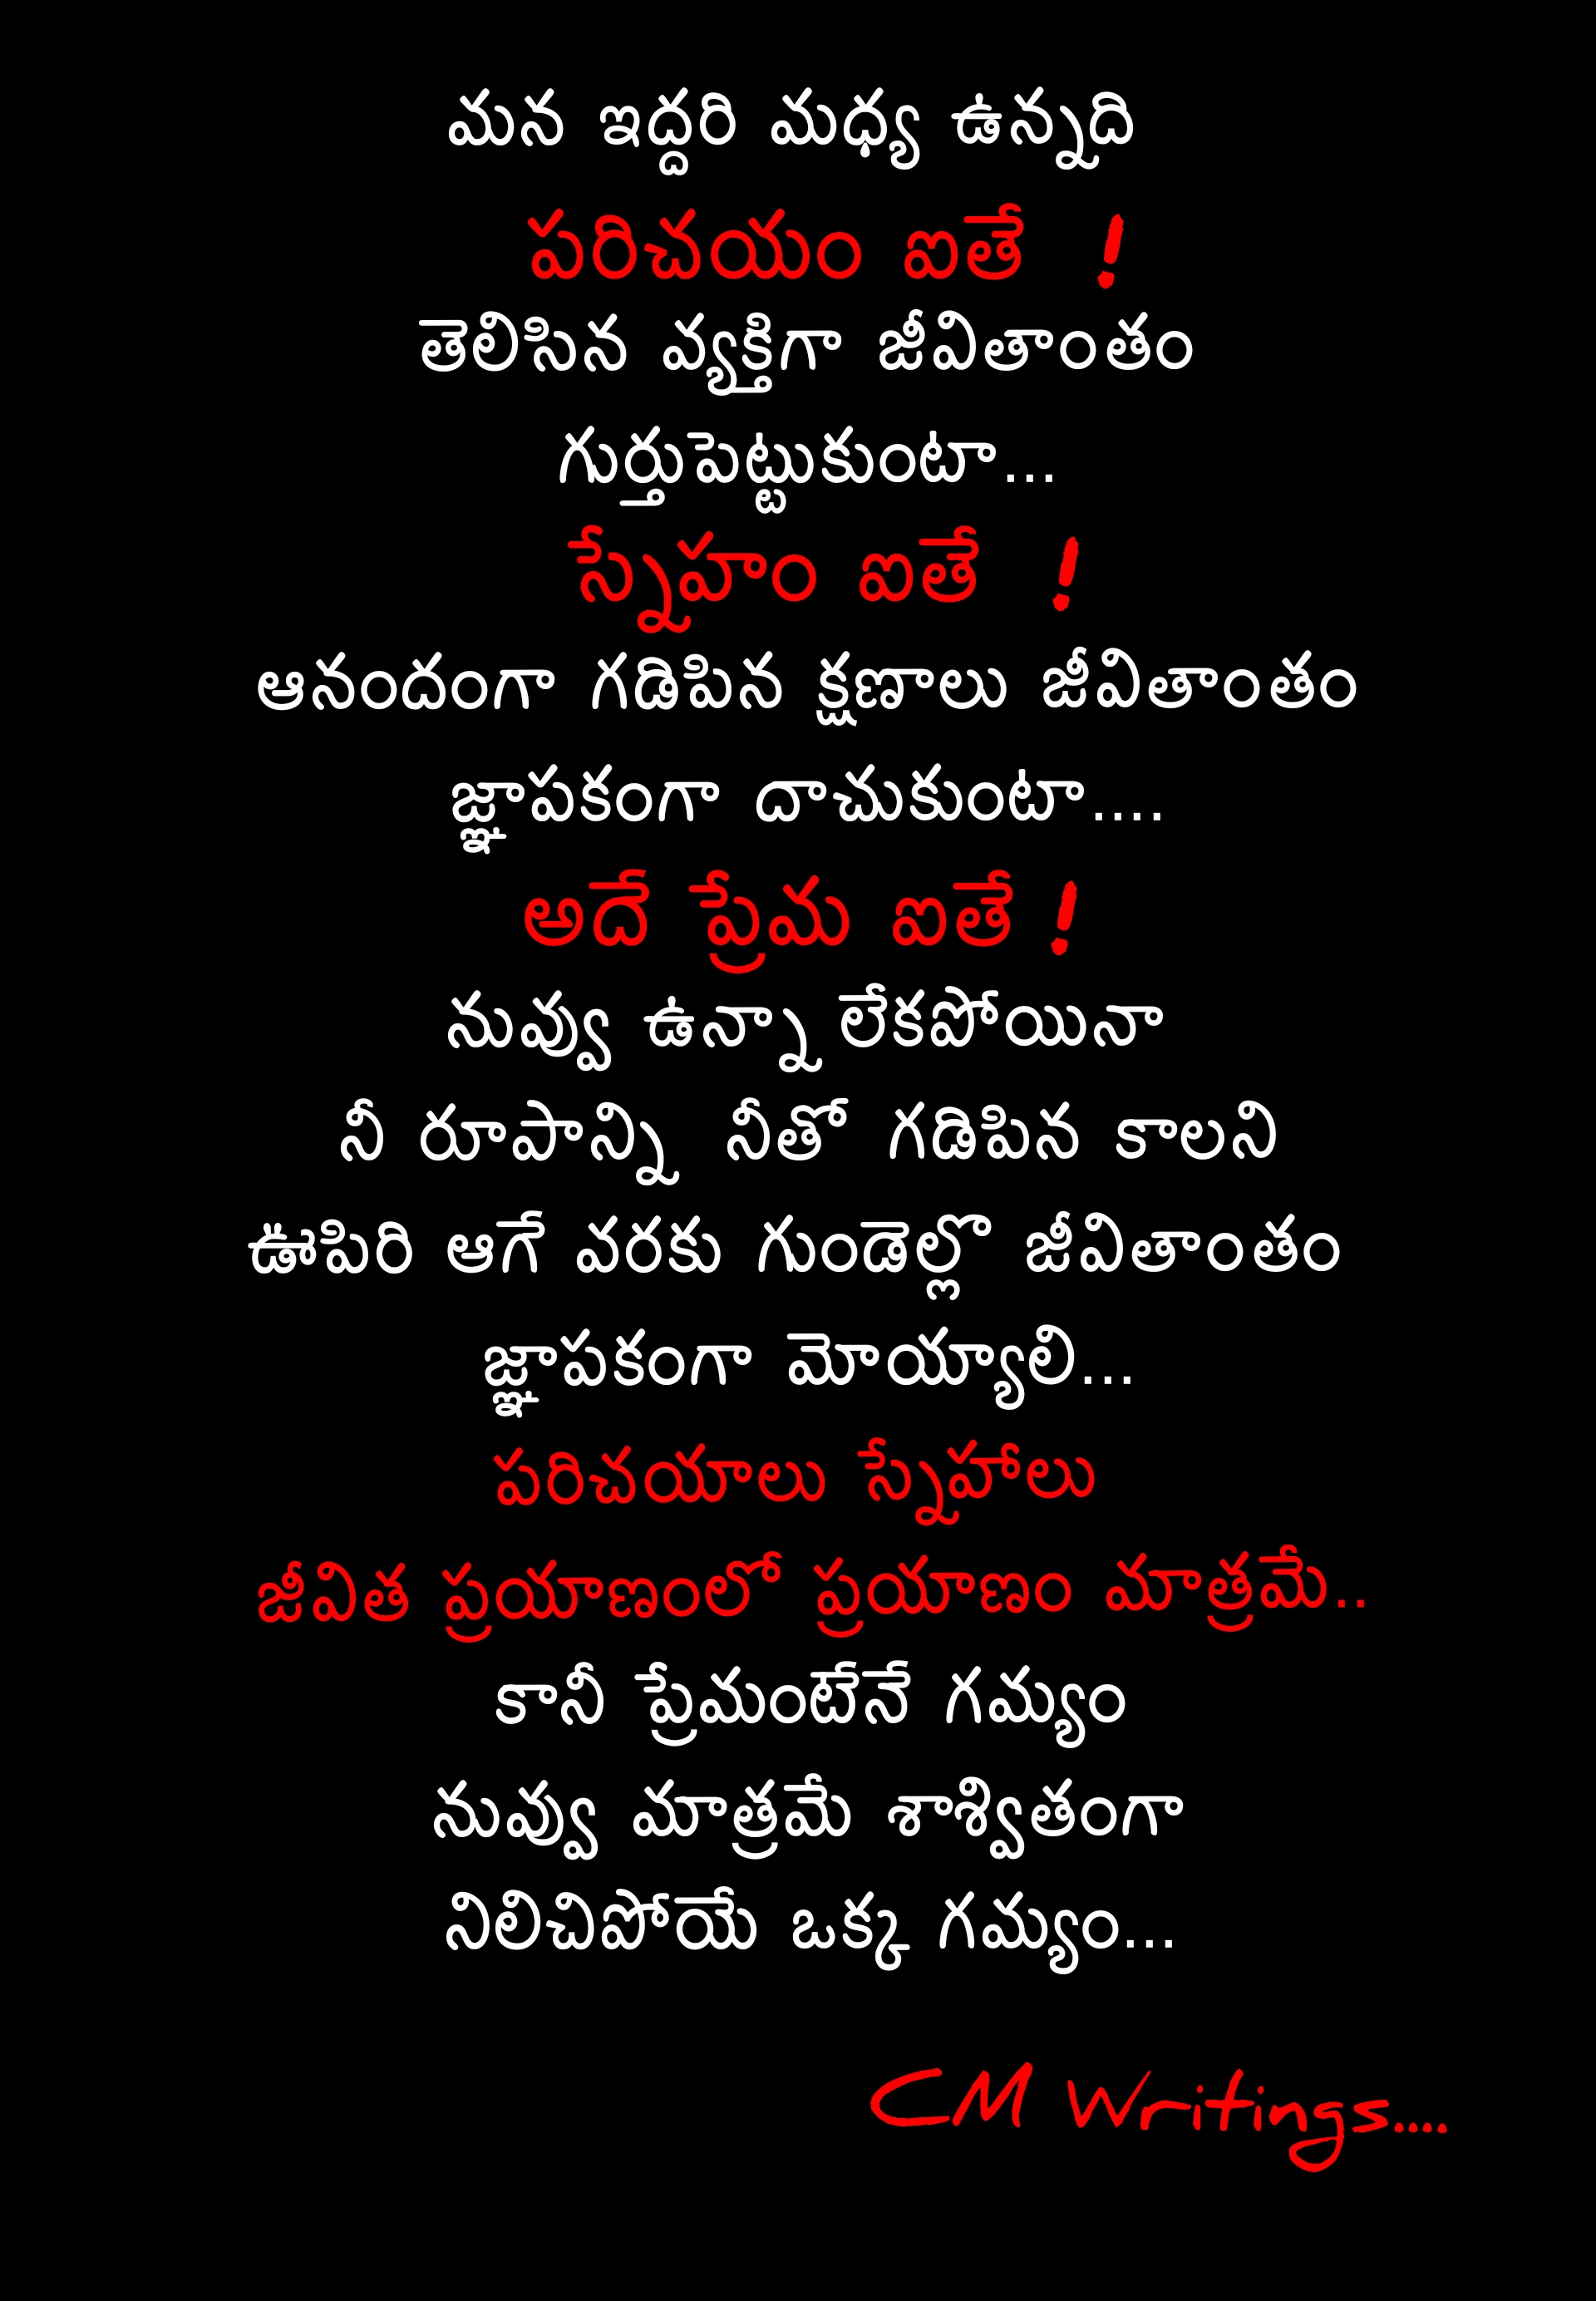 మన ఇద్దరి మధ్య ఉన్నది
పరిచయం ఐతే !
తెలిసిన వ్యక్తిగా జీవితాంతం
గుర్తుపెట్టుకుంటా...
స్నేహం ఐతే !
ఆనందంగా గడిపిన క్షణాలు జీవితాంతం
జ్ఞాపకంగా దాచుకుంటా....
అదే ప్రేమ ఐతే !
నువ్వు ఉన్నా లేకపోయినా
నీ రూపాన్ని నీతో గడిపిన కాలని
ఊపిరి ఆగే వరకు గుండెల్లో జీవితాంతం
జ్ఞాపకంగా మోయ్యాలి...
పరిచయాలు స్నేహాలు
జీవిత ప్రయాణంలో ప్రయాణం మాత్రమే..
కానీ ప్రేమంటేనే గమ్యం
నువ్వు మాత్రమే శాశ్వితంగా
నిలిచిపోయే ఒక్క గమ్యం...
CM Writings....